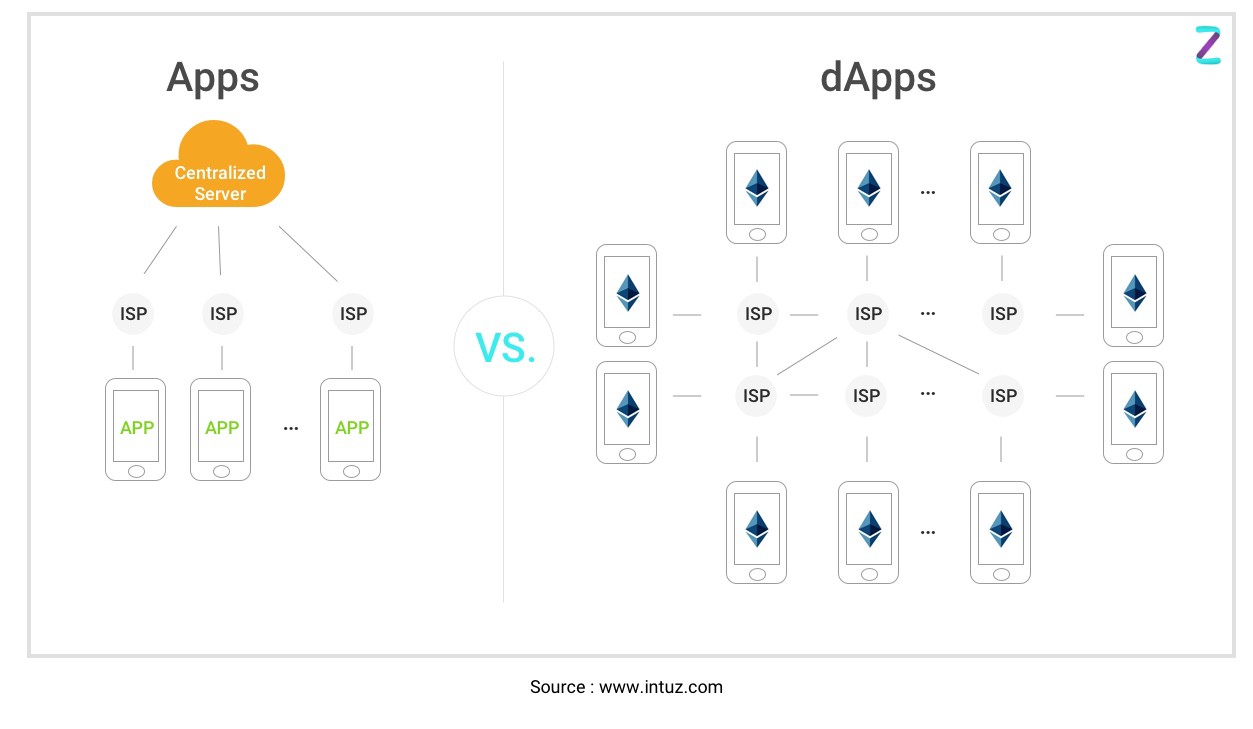 Apps
dApps
Centralized
Server
ISP
ISP
ISP
APP
APP
...
APP
VS.
...
ISP
ISP
...
ISP
ISP
ISP
...
ISP
...
Source : www.intuz.com